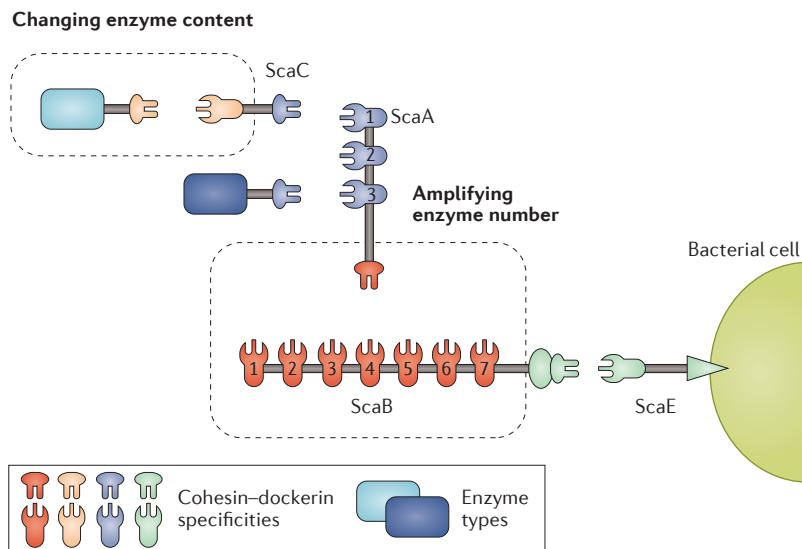 Changing enzyme content
ScaC
1
ScaA
2
3
Amplifying
enzyme number
Bacterial cell
1 2 3 4 5 6 7
ScaB
ScaE
Cohesin–dockerin
specificities
Enzyme
types